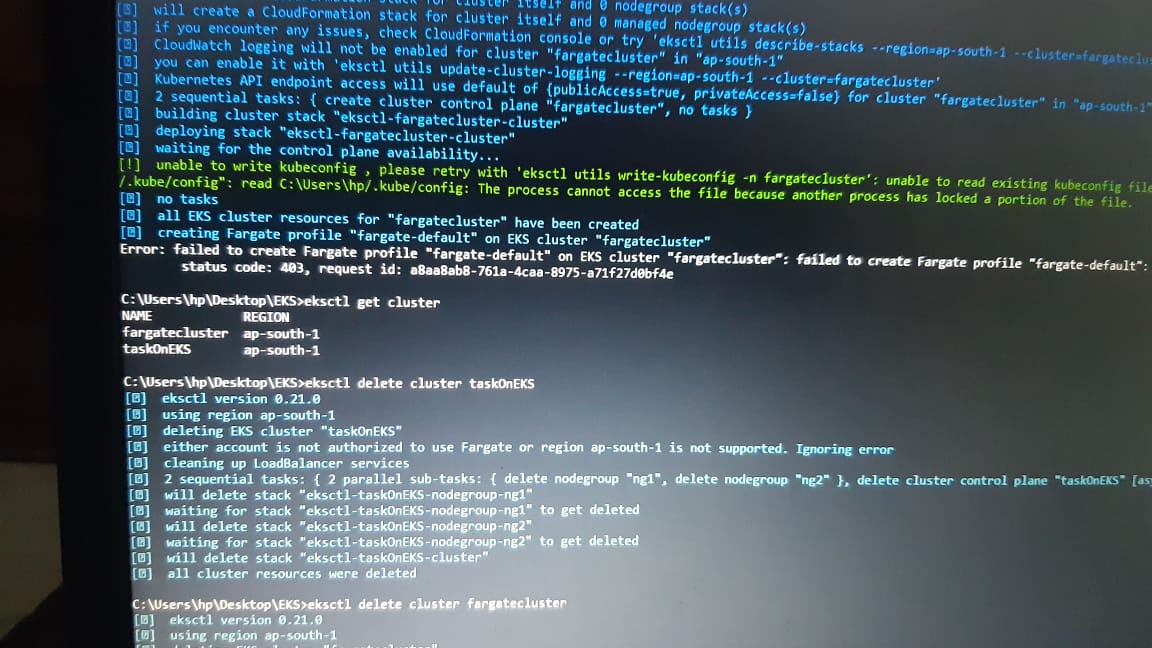 cluster itself and 0 nodegroup stack(s)
[?] will create a CloudFormation stack for cluster itself and 0 managed nodegroup stack(s)
[?] if you encounter any issues, check CloudFormation console or try 'eksctl utils describe-stacks --region=ap-south-1 --cluster=fargateclus
[?] CloudWatch logging will not be enabled for cluster "fargatecluster" in "ap-south-1"
[?] you can enable it with 'eksctl utils update-cluster-logging --region=ap-south-1 --cluster=fargatecluster'
[?] Kubernetes API endpoint access will use default of {publicAccess=true, privateAccess=false} for cluster "fargatecluster" in "ap-south-1"
[?] 2 sequential tasks: { create cluster control plane "fargatecluster", no tasks }
[?] building cluster stack "eksctl-fargatecluster-cluster"
[?] deploying stack "eksctl-fargatecluster-cluster"
[?] waiting for the control plane availability...
[!] unable to write kubeconfig , please retry with 'eksctl utils write-kubeconfig -n fargatecluster': unable to read existing kubeconfig file
/.kube/config": read C:\Users\hp/.kube/config: The process cannot access the file because another process has locked a portion of the file.
[?] no tasks
[?] all EKS cluster resources for "fargatecluster" have been created
[?] creating Fargate profile "fargate-default" on EKS cluster "fargatecluster"
Error: failed to create Fargate profile "fargate-default" on EKS cluster "fargatecluster": failed to create Fargate profile "fargate-default":
status code: 403, request id: a8aa8ab8-761a-4caa-8975-a71f27d0bf4e
C:\Users\hp\Desktop\EKS>eksctl get cluster
NAME REGION
fargatecluster ap-south-1
taskOnEKS ap-south-1
C:\Users\hp\Desktop\EKS>eksctl delete cluster taskOnEKS
[?] eksctl version 0.21.0
[?] using region ap-south-1
[?] deleting EKS cluster "taskOnEKS"
[?] either account is not authorized to use Fargate or region ap-south-1 is not supported. Ignoring error
[?] cleaning up LoadBalancer services
[?] 2 sequential tasks: { 2 parallel sub-tasks: { delete nodegroup "ng1", delete nodegroup "ng2" }, delete cluster control plane "taskOnEKS" [as
[?] will delete stack "eksctl-taskOnEKS-nodegroup-ng1"
[?] waiting for stack "eksctl-taskOnEKS-nodegroup-ng1" to get deleted
[?] will delete stack "eksctl-taskOnEKS-nodegroup-ng2"
[?] waiting for stack "eksctl-taskOnEKS-nodegroup-ng2" to get deleted
[?] will delete stack "eksctl-taskOnEKS-cluster"
[?] all cluster resources were deleted
C:\Users\hp\Desktop\EKS>eksctl delete cluster fargatecluster
[?] eksctl version 0.21.0
[?] using region ap-south-1